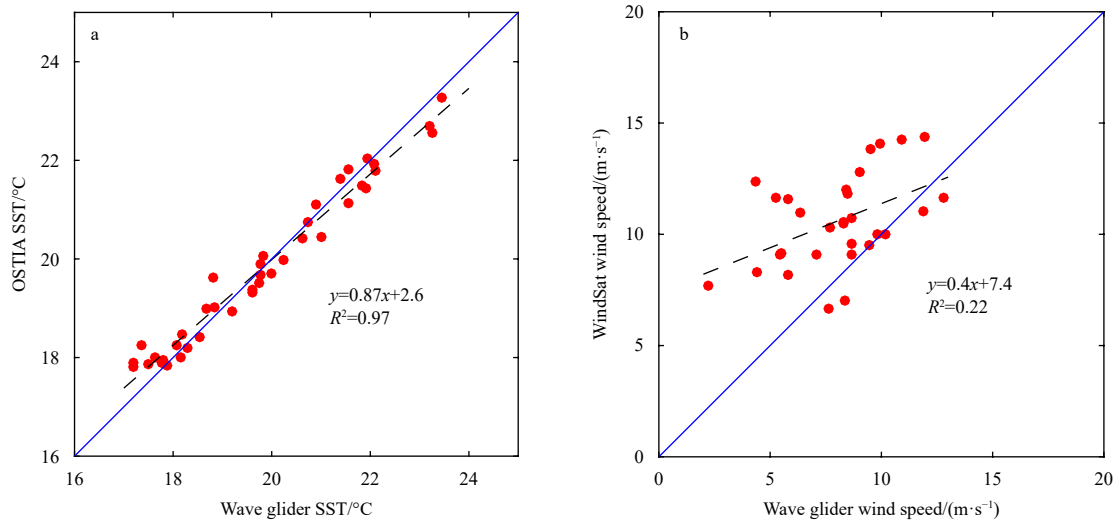 a
OSTIA SST/°C
24
22
20
18
16
y=0.87x+2.6
R²=0.97
16
18
20
22
24
Wave glider SST/°C
b
WindSat wind speed/(m·s⁻¹)
20
15
10
5
0
y=0.4x+7.4
R²=0.22
0
5
10
15
20
Wave glider wind speed/(m·s⁻¹)